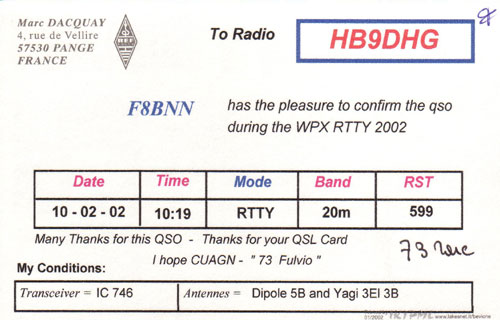 Marc DACQUAY
4, rue de Vellire
57530 PANGE
FRANCE
REF
To Radio
HB9DHG
F8BNN has the pleasure to confirm the qso
during the WPX RTTY 2002
Date Time Mode Band RST
10 - 02 - 02 10:19 RTTY 20m 599
Many Thanks for this QSO - Thanks for your QSL Card
I hope CUAGN - " 73 Fulvio "
73
My Conditions:
Transceiver = IC 746 Antennes = Dipole 5B and Yagi 3El 3B
01/2002